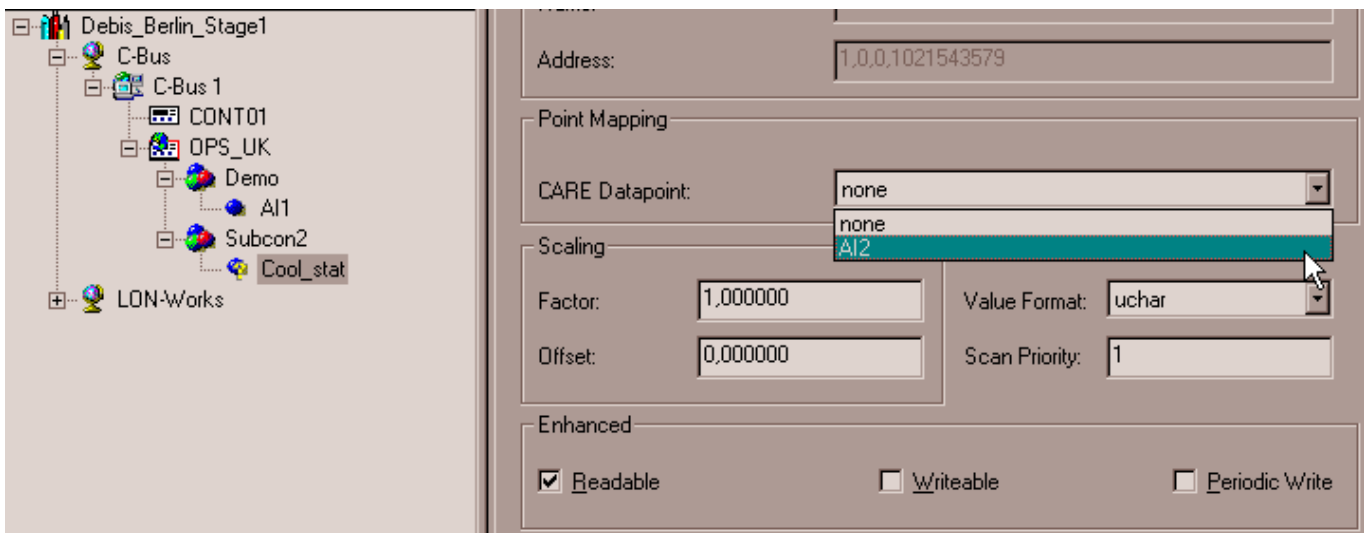 Debis_Berlin_Stage1
C-Bus
C-Bus 1
CONT01
OPS_UK
Demo
AI1
Subcon2
Cool_stat
LON-Works
Address:
1,0,0,1021543579
Point Mapping
CARE Datapoint:
none
none
AI2
Scaling
Factor:
1,000000
Value Format:
uchar
Offset:
0,000000
Scan Priority:
1
Enhanced
Readable
Writeable
Periodic Write